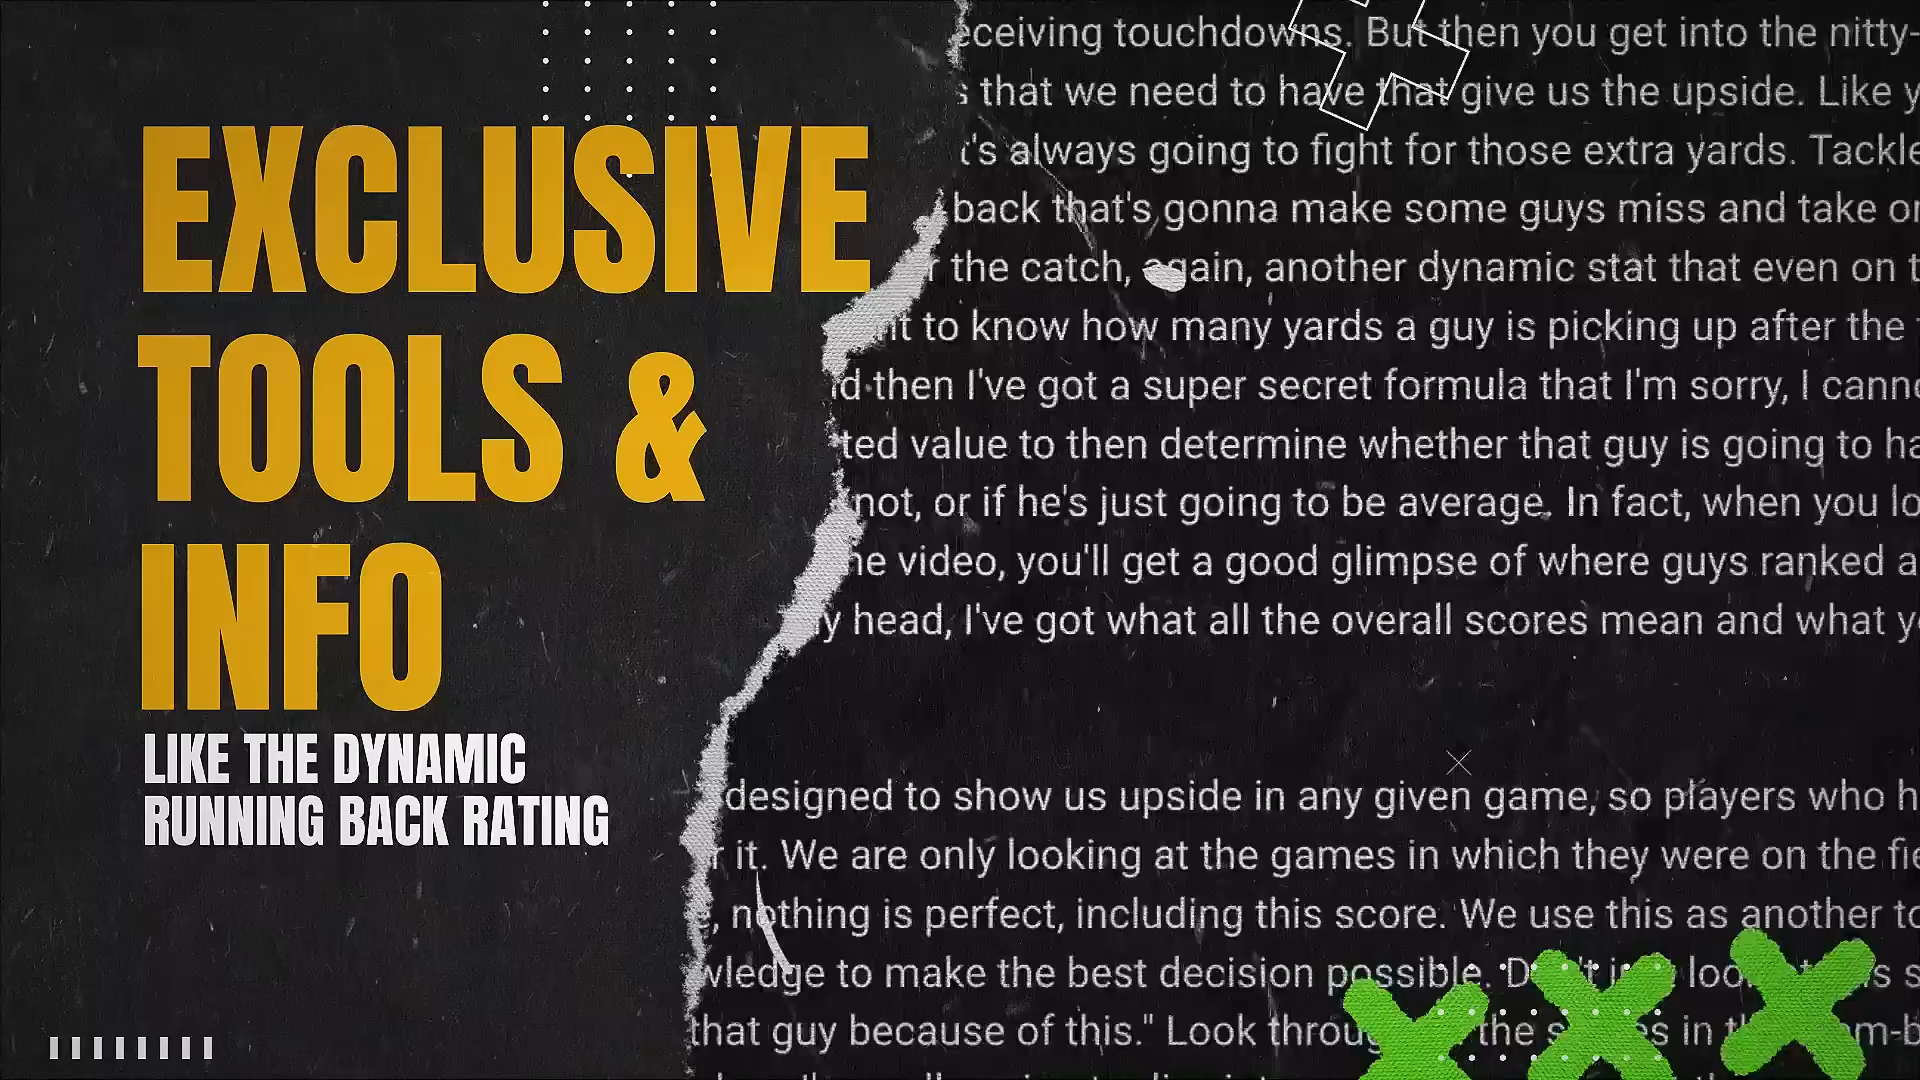 EXCLUSIVE
TOOLS &
INFO
LIKE THE DYNAMIC
RUNNING BACK RATING
eceiving touchdowns. But then you get into the nitty-
s that we need to have that give us the upside. Like y
t's always going to fight for those extra yards. Tackle
back that's gonna make some guys miss and take on
r the catch, again, another dynamic stat that even on t
nt to know how many yards a guy is picking up after the
d then I've got a super secret formula that I'm sorry, I canno
ted value to then determine whether that guy is going to ha
not, or if he's just going to be average. In fact, when you lo
he video, you'll get a good glimpse of where guys ranked a
y head, I've got what all the overall scores mean and what yo
designed to show us upside in any given game, so players who h
r it. We are only looking at the games in which they were on the fie
e, nothing is perfect, including this score. We use this as another to
wledge to make the best decision possible.
that guy because of this." Look the in